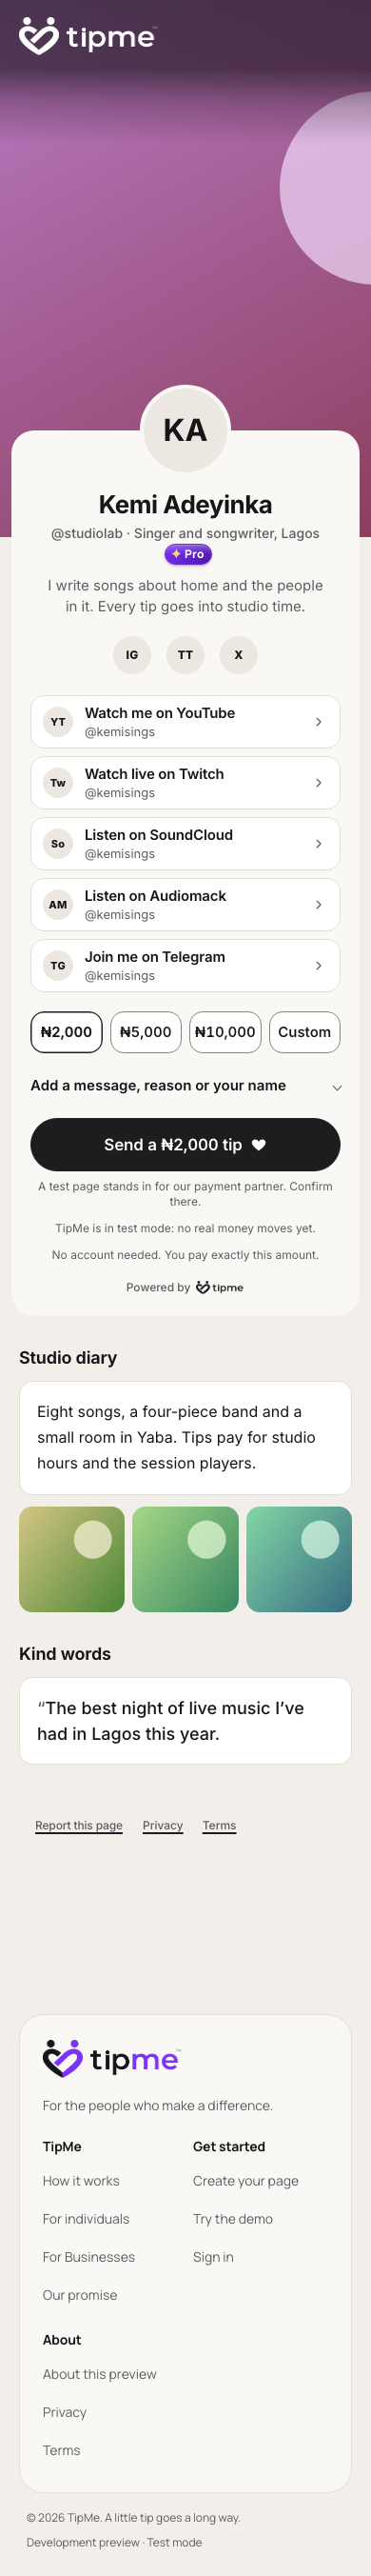 tipme
KA
Kemi Adeyinka
@studiolab · Singer and songwriter, Lagos
Pro
I write songs about home and the people
in it. Every tip goes into studio time.
IG TT X
YT Watch me on YouTube
@kemisings
Tw Watch live on Twitch
@kemisings
So Listen on SoundCloud
@kemisings
AM Listen on Audiomack
@kemisings
TG Join me on Telegram
@kemisings
₦2,000 ₦5,000 ₦10,000 Custom
Add a message, reason or your name
Send a ₦2,000 tip
A test page stands in for our payment partner. Confirm
there.
TipMe is in test mode: no real money moves yet.
No account needed. You pay exactly this amount.
Powered by tipme
Studio diary
Eight songs, a four-piece band and a
small room in Yaba. Tips pay for studio
hours and the session players.
Kind words
“The best night of live music I’ve
had in Lagos this year.
Report this page Privacy Terms
tipme
For the people who make a difference.
TipMe
How it works
For individuals
For Businesses
Our promise
Get started
Create your page
Try the demo
Sign in
About
About this preview
Privacy
Terms
© 2026 TipMe. A little tip goes a long way.
Development preview · Test mode